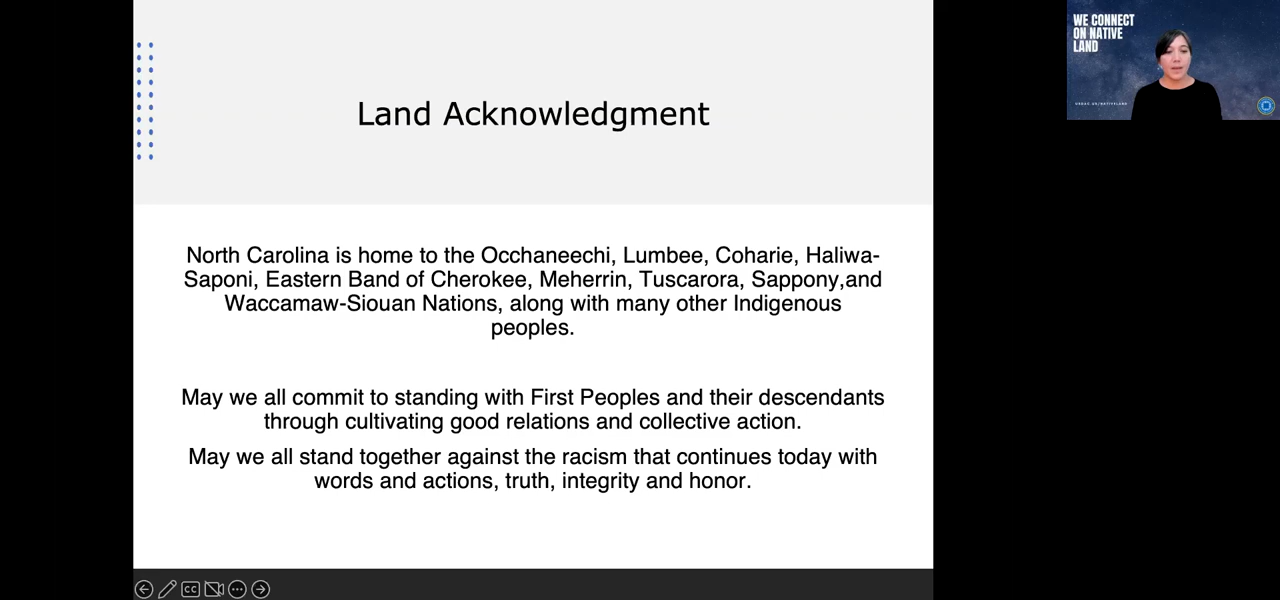 Land Acknowledgment
North Carolina is home to the Occhaneechi, Lumbee, Coharie, Haliwa-
Saponi, Eastern Band of Cherokee, Meherrin, Tuscarora, Sappony,and
Waccamaw-Siouan Nations, along with many other Indigenous
peoples.
May we all commit to standing with First Peoples and their descendants
through cultivating good relations and collective action.
May we all stand together against the racism that continues today with
words and actions, truth, integrity and honor.
CC
WE CONNECT
ON NATIVE
LAND